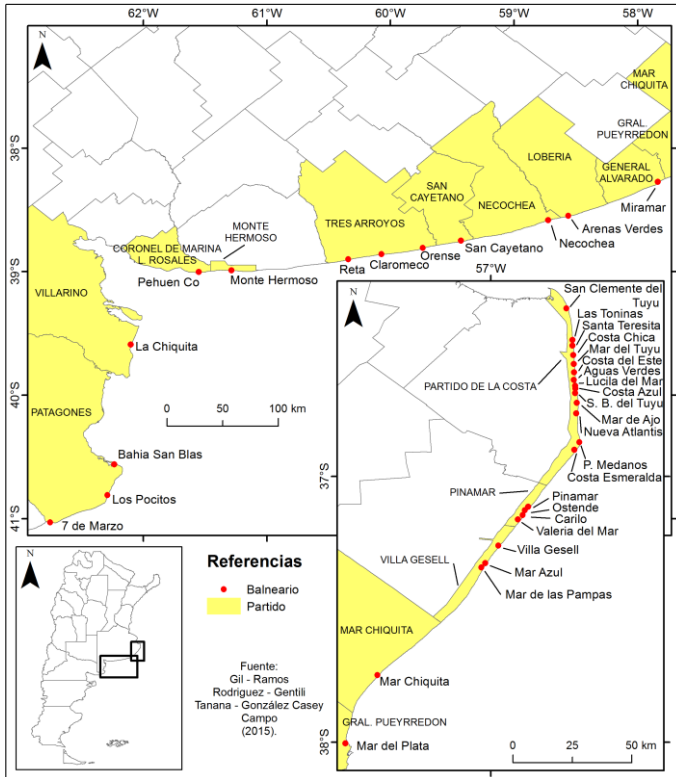 62°W
61°W
60°W
59°W
58°W
N
MAR
CHIQUITA
GRAL.
PUEYRREDON
38°S
38°S
LOBERIA
GENERAL
ALVARADO
SAN
CAYETANO
NECOCHEA
TRES ARROYOS
MONTE
HERMOSO
CORONEL DE MARINA
L. ROSALES
VILLARINO
PATAGONES
Miramar
Arenas Verdes
Necochea
San Cayetano
Orense
Claromeco
Reta
39°S
39°S
Monte Hermoso
Pehuen Co
La Chiquita
40°S
40°S
0
50
100 km
Bahia San Blas
Los Pocitos
41°S
41°S
7 de Marzo
57°W
N
San Clemente del
Tuyu
Las Toninas
Santa Teresita
Costa Chica
Mar del Tuyu
Costa del Este
Aguas Verdes
Lucila del Mar
Costa Azul
S. B. del Tuyu
Mar de Ajo
Nueva Atlantis
P. Medanos
Costa Esmeralda
PARTIDO DE LA COSTA
37°S
PINAMAR
Pinamar
Ostende
Carilo
Valeria del Mar
VILLA GESELL
Villa Gesell
Mar Azul
Mar de las Pampas
MAR CHIQUITA
Mar Chiquita
GRAL. PUEYRREDON
38°S
Mar del Plata
0
25
50 km
N
Referencias
Balneario
Partido
Fuente:
Gil - Ramos
Rodriguez - Gentili
Tanana - González Casey
Campo
(2015).
57°W